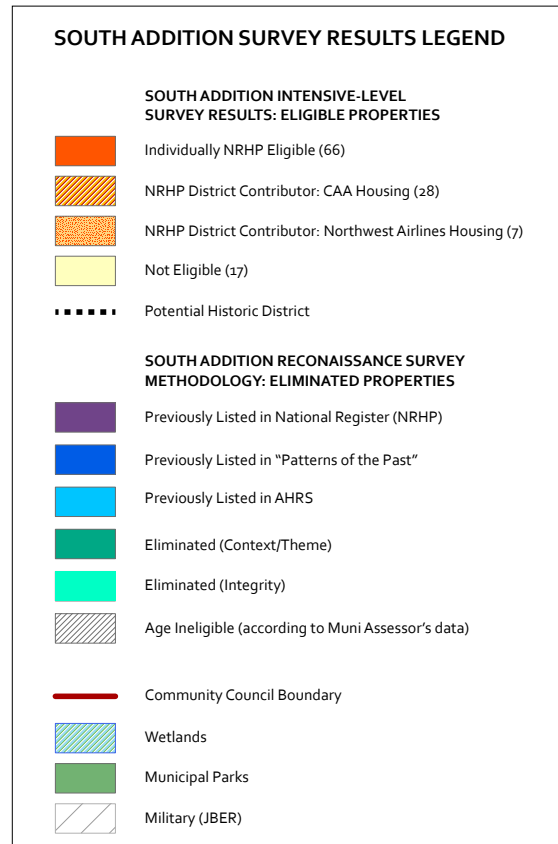 SOUTH ADDITION SURVEY RESULTS LEGEND
SOUTH ADDITION INTENSIVE-LEVEL
SURVEY RESULTS: ELIGIBLE PROPERTIES
Individually NRHP Eligible (66)
NRHP District Contributor: CAA Housing (28)
NRHP District Contributor: Northwest Airlines Housing (7)
Not Eligible (17)
Potential Historic District
SOUTH ADDITION RECONAISSANCE SURVEY
METHODOLOGY: ELIMINATED PROPERTIES
Previously Listed in National Register (NRHP)
Previously Listed in “Patterns of the Past”
Previously Listed in AHRS
Eliminated (Context/Theme)
Eliminated (Integrity)
Age Ineligible (according to Muni Assessor’s data)
Community Council Boundary
Wetlands
Municipal Parks
Military (JBER)